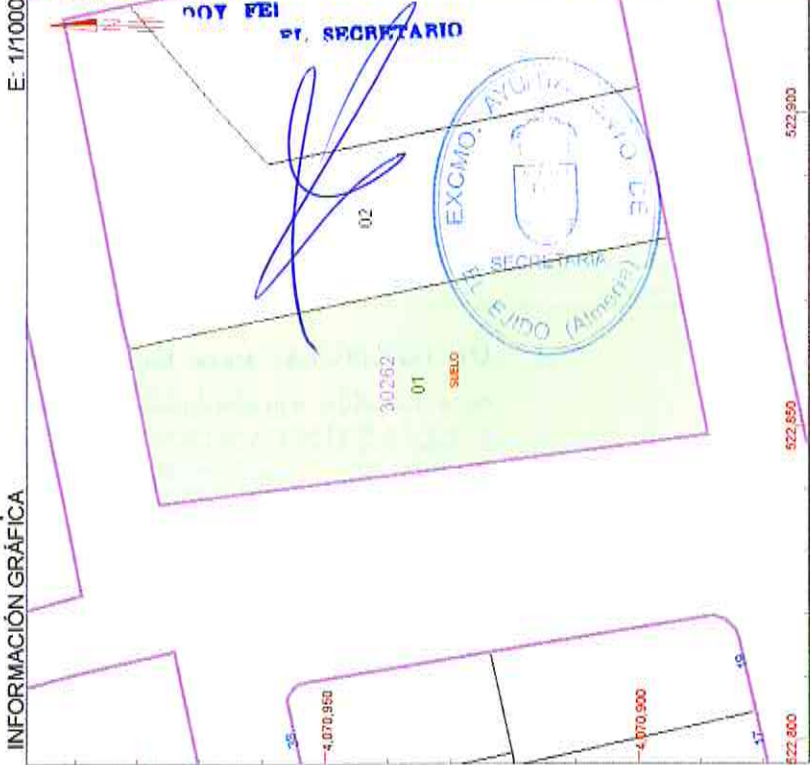 INFORMACIÓN GRÁFICA
E: 1/1000
DOY FE
EL SECRETARIO
30262
01
SUELO
02
EXCMO. AYUNTAMIENTO DE
EL EJIDO (Almería)
SECRETARIA
4,070,950
4,070,900
522,800
522,850
522,900
17
19